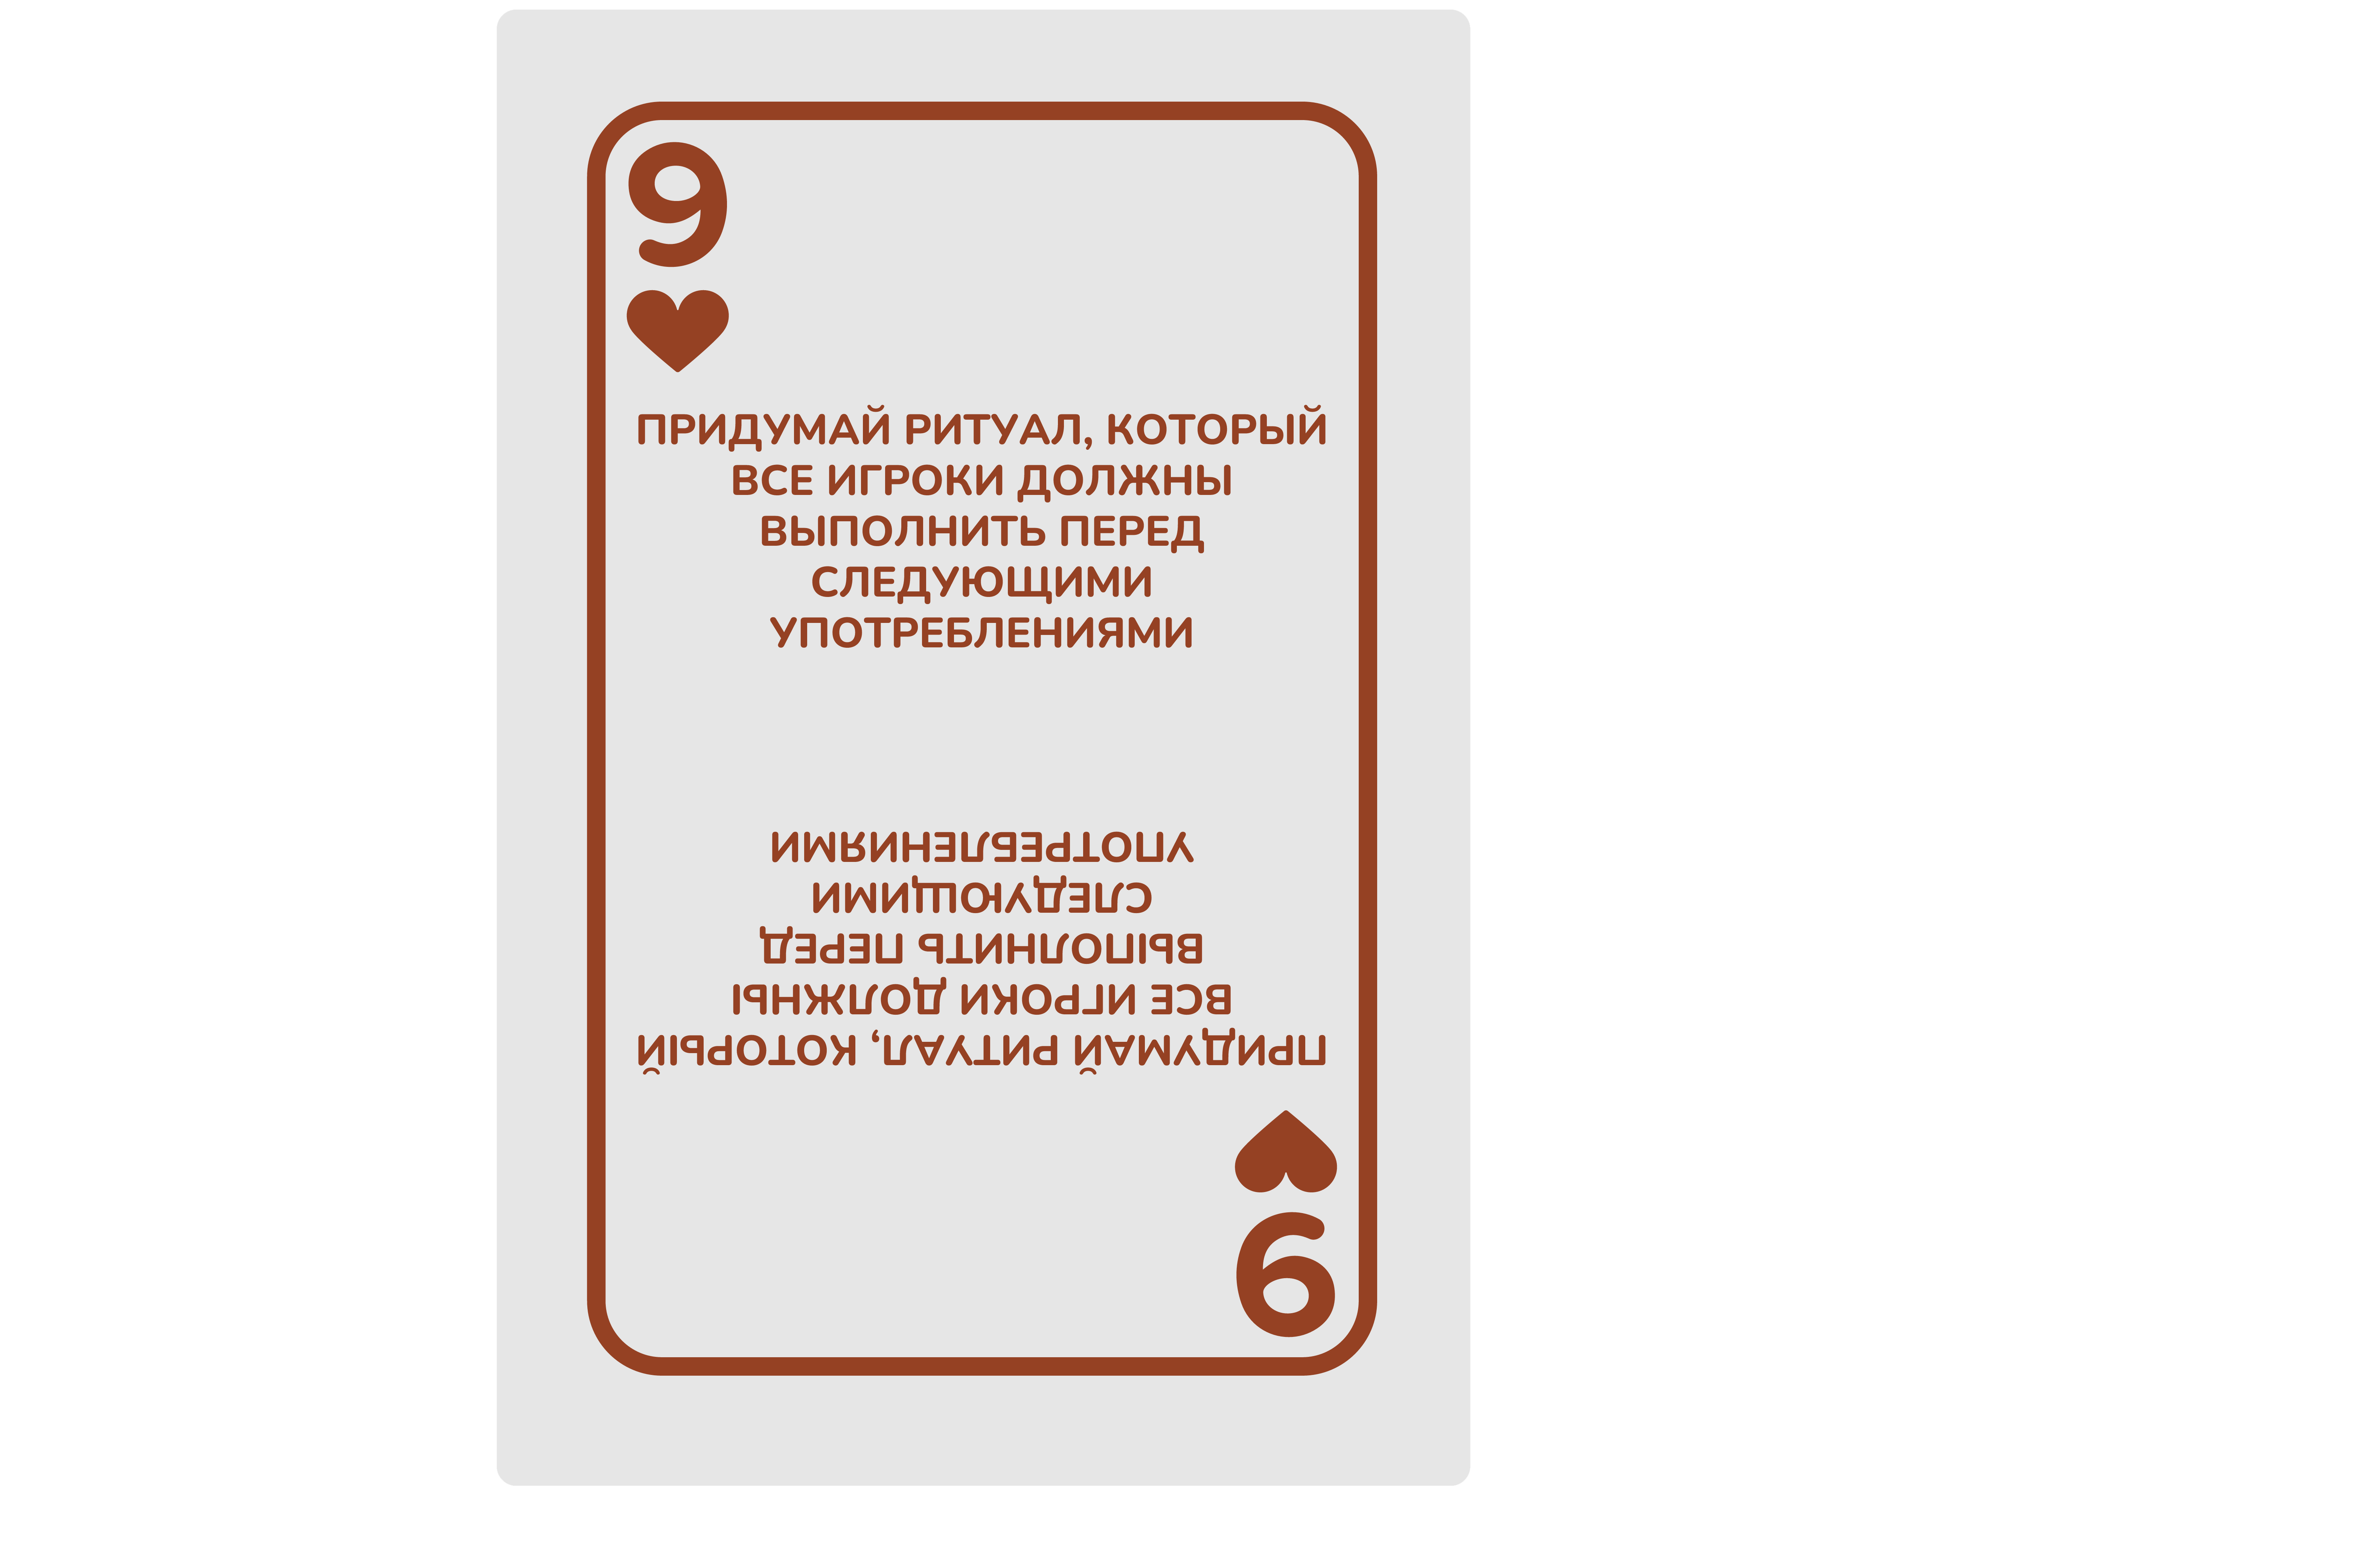 9
ПРИДУМАЙ РИТУАЛ, КОТОРЫЙ
ВСЕ ИГРОКИ ДОЛЖНЫ
ВЫПОЛНИТЬ ПЕРЕД
СЛЕДУЮЩИМИ
УПОТРЕБЛЕНИЯМИ
ПРИДУМАЙ РИТУАЛ, КОТОРЫЙ
ВСЕ ИГРОКИ ДОЛЖНЫ
ВЫПОЛНИТЬ ПЕРЕД
СЛЕДУЮЩИМИ
УПОТРЕБЛЕНИЯМИ
9